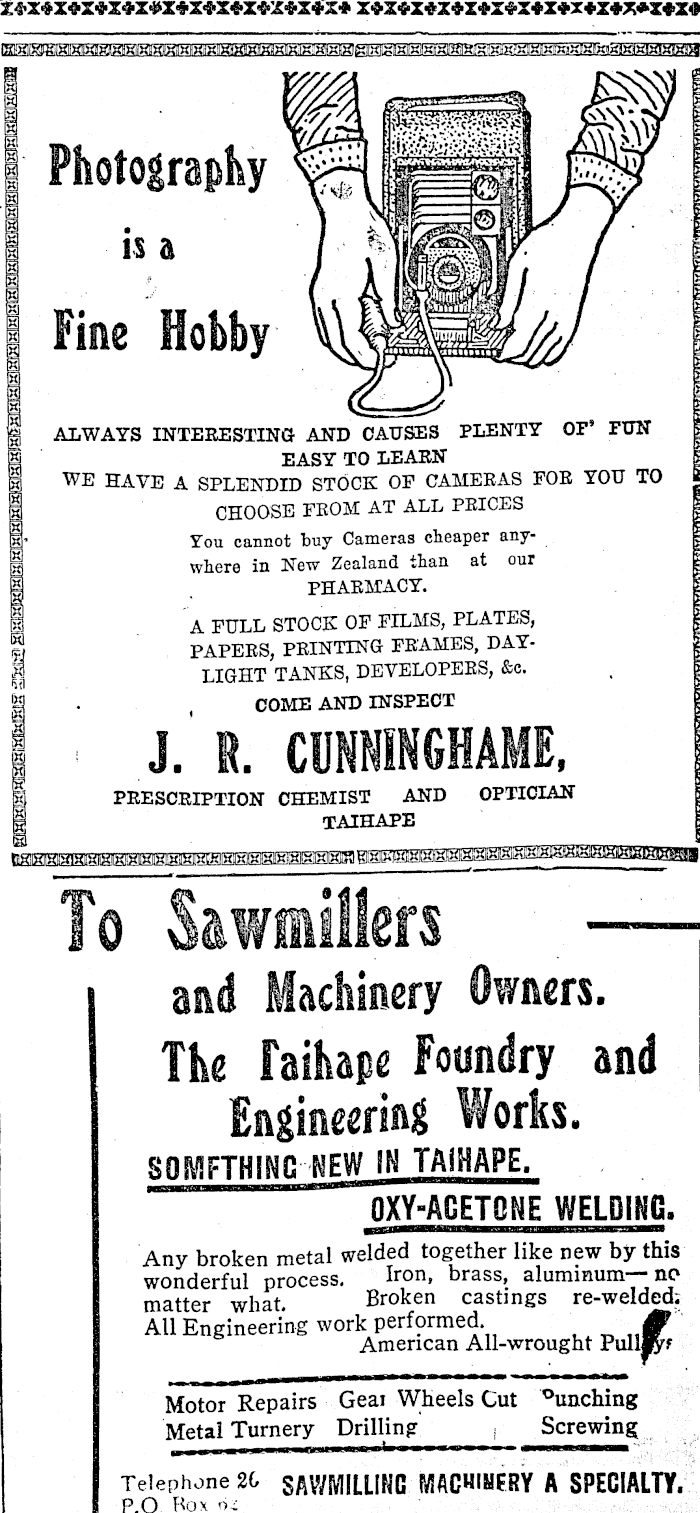 Photography
is a
Fine Hobby
ALWAYS INTERESTING AND CAUSES PLENTY OF' FUN
EASY TO LEARN
WE HAVE A SPLENDID STOCK OF CAMERAS FOR YOU TO
CHOOSE FROM AT ALL PRICES
You cannot buy Cameras cheaper any-
where in New Zealand than at our
PHARMACY.
A FULL STOCK OF FILMS, PLATES,
PAPERS, PRINTING FRAMES, DAY-
LIGHT TANKS, DEVELOPERS, &c.
COME AND INSPECT
J. R. CUNNINGHAME,
PRESCRIPTION CHEMIST AND OPTICIAN
TAIHAPE
To Sawmillers
and Machinery Owners.
The Taihape Foundry and
Engineering Works.
SOMETHING NEW IN TAIHAPE.
OXY-ACETONE WELDING.
Any broken metal welded together like new by this
wonderful process. Iron, brass, aluminum—no
matter what. Broken castings re-welded.
All Engineering work performed.
American All-wrought Pulleys
Motor Repairs Gear Wheels Cut Punching
Metal Turnery Drilling Screwing
Telephone 26 SAWMILLING MACHINERY A SPECIALTY.
P.O. Box